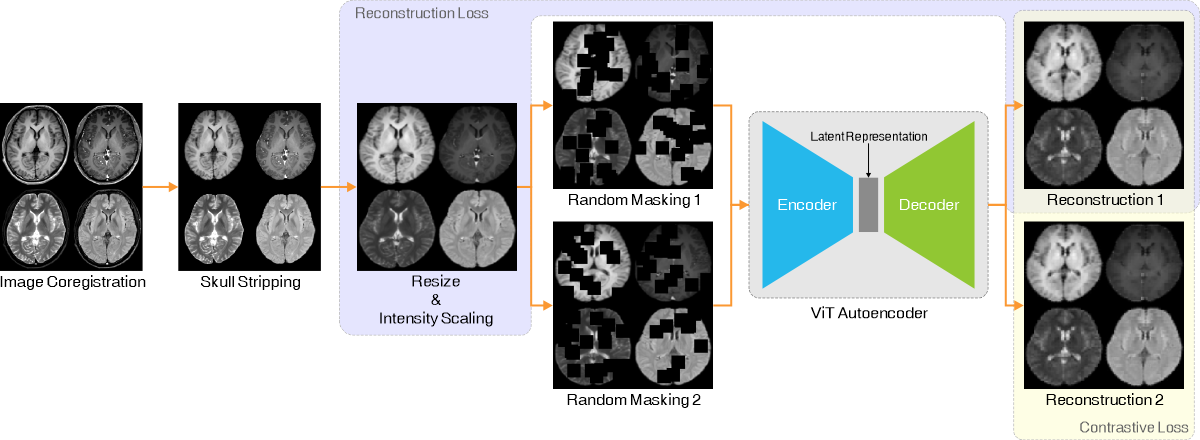 Reconstruction Loss
Image Coregistration
Skull Stripping
Resize
&
Intensity Scaling
Random Masking 1
Random Masking 2
Latent Representation
Encoder
Decoder
ViT Autoencoder
Reconstruction 1
Reconstruction 2
Contrastive Loss